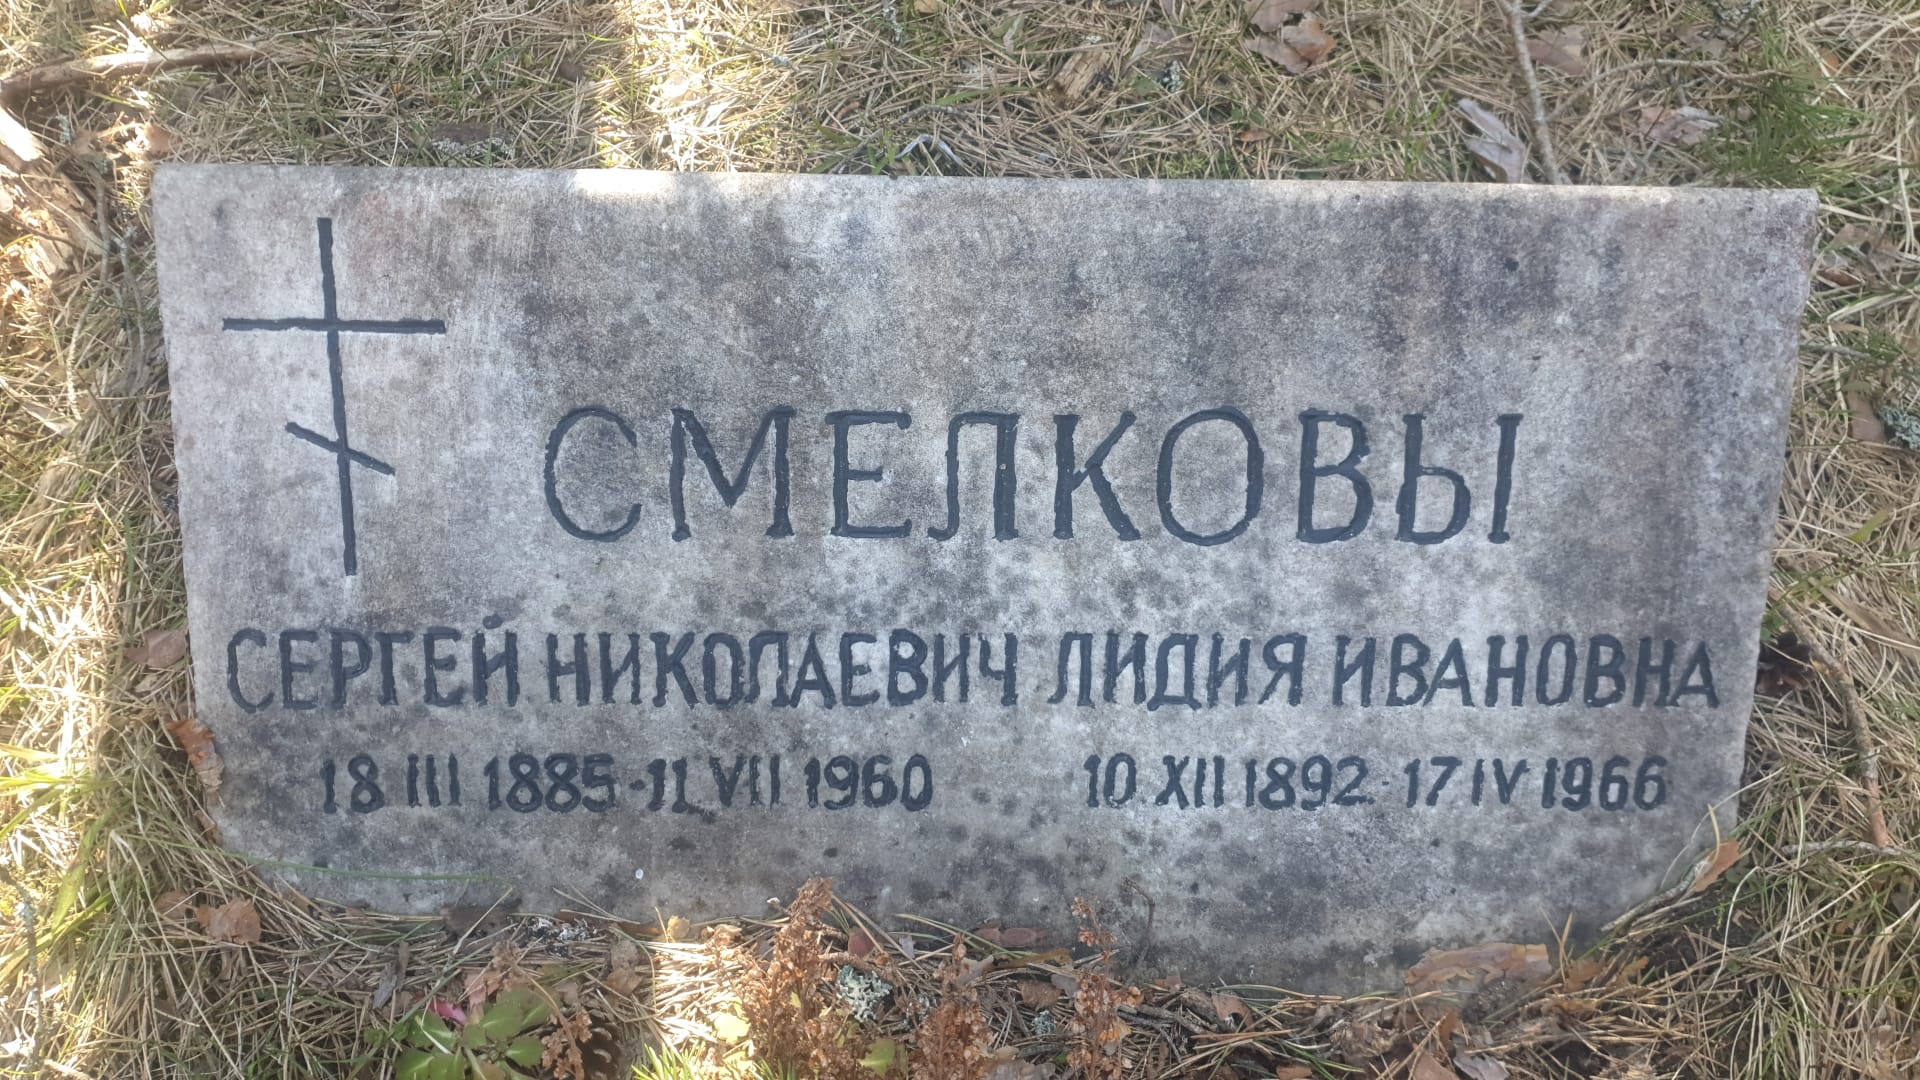 СМЕЛКОВЫ
СЕРГЕЙ НИКОЛАЕВИЧ ЛИДИЯ ИВАНОВНА
18 III 1885 · 11 VII 1960 10. XII 1892 · 17 IV 1966